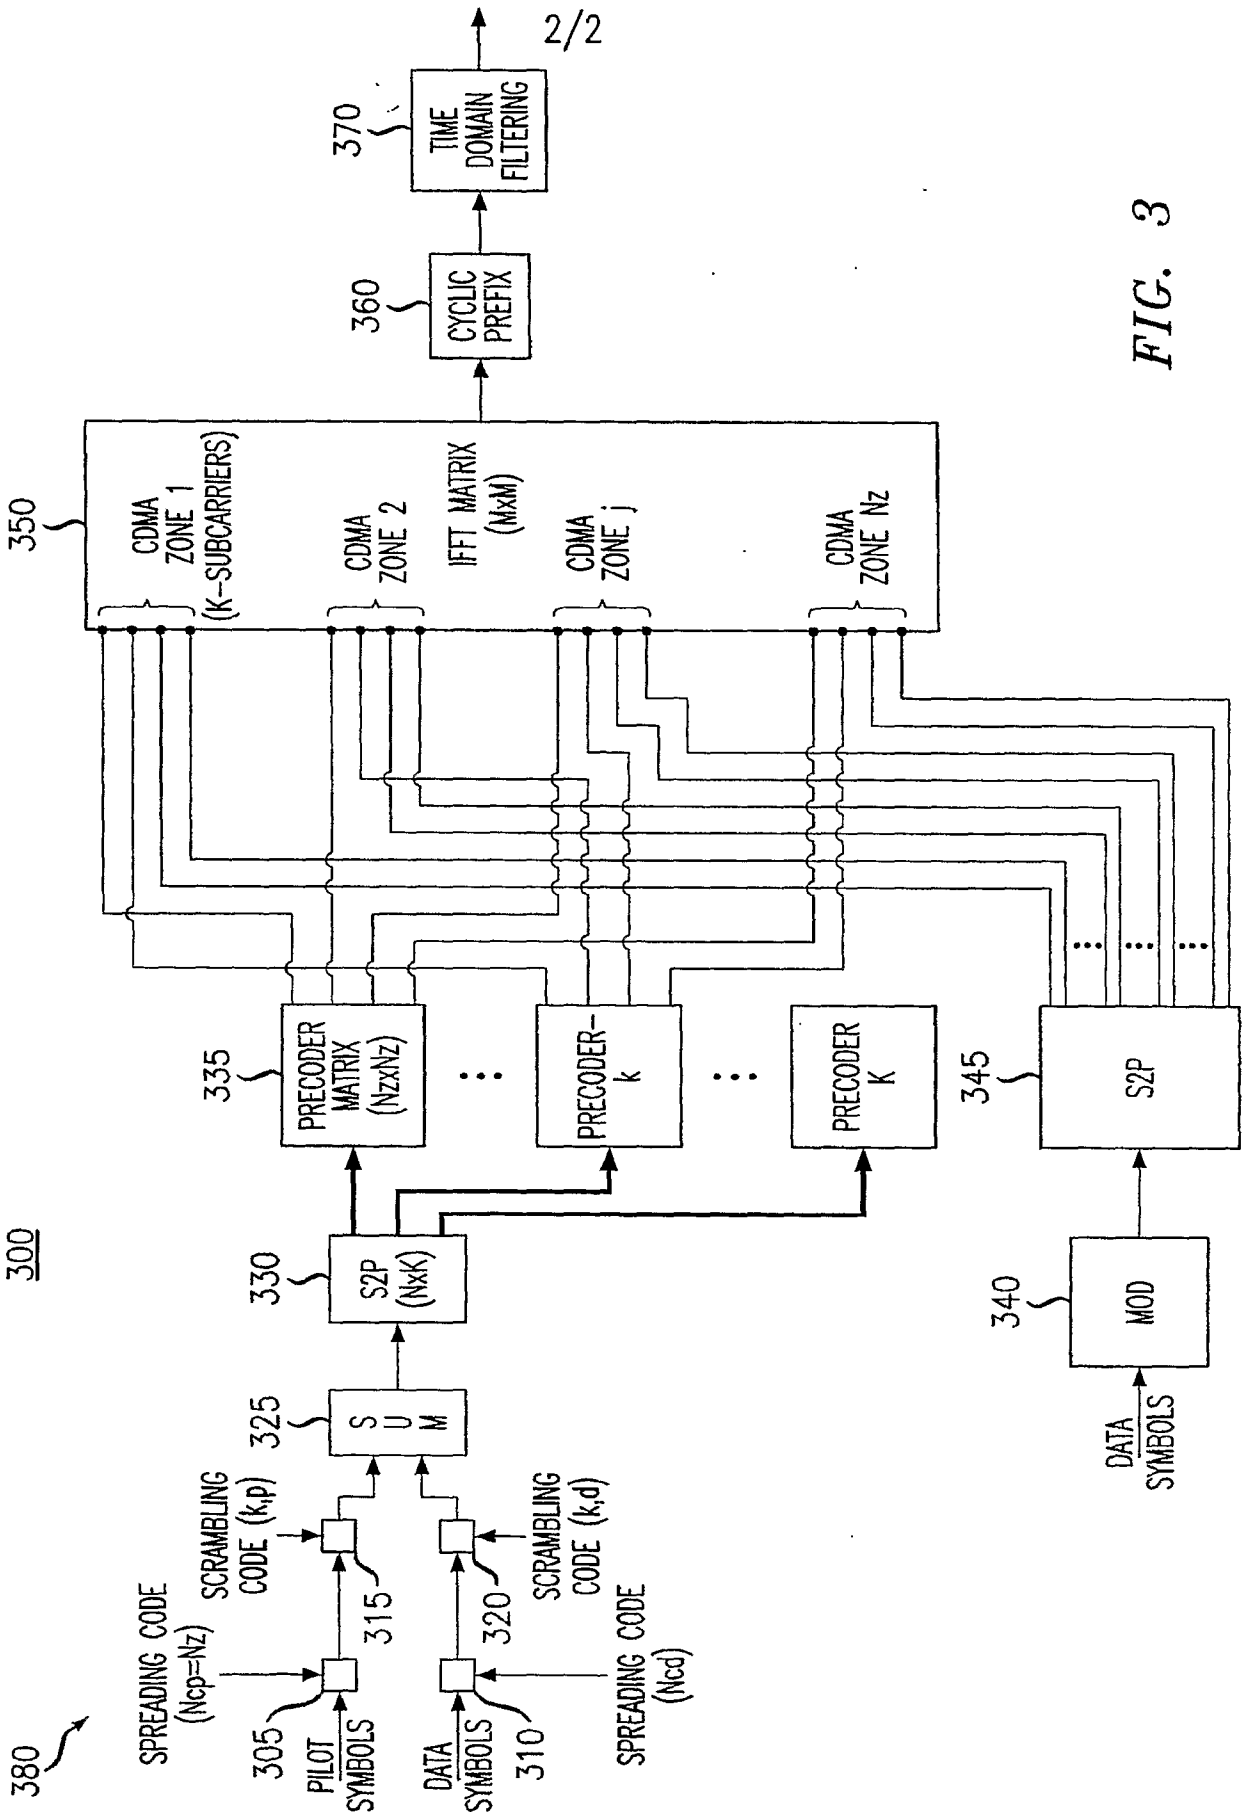 300
380
SPREADING CODE
(Ncp=Nz)
305
PILOT
SYMBOLS
DATA
SYMBOLS
310
SPREADING CODE
(Ncd)
SCRAMBLING
CODE (k,p)
315
320
SCRAMBLING
CODE (k,d)
325
SUM
330
S2P
(NxK)
335
PRECODER
MATRIX
(NzxNz)
PRECODER-
k
PRECODER
K
340
MOD
DATA
SYMBOLS
345
S2P
350
CDMA
ZONE 1
(K-SUBCARRIERS)
CDMA
ZONE 2
IFFT MATRIX
(MxM)
CDMA
ZONE j
CDMA
ZONE Nz
360
CYCLIC
PREFIX
370
TIME
DOMAIN
FILTERING
2/2
FIG. 3